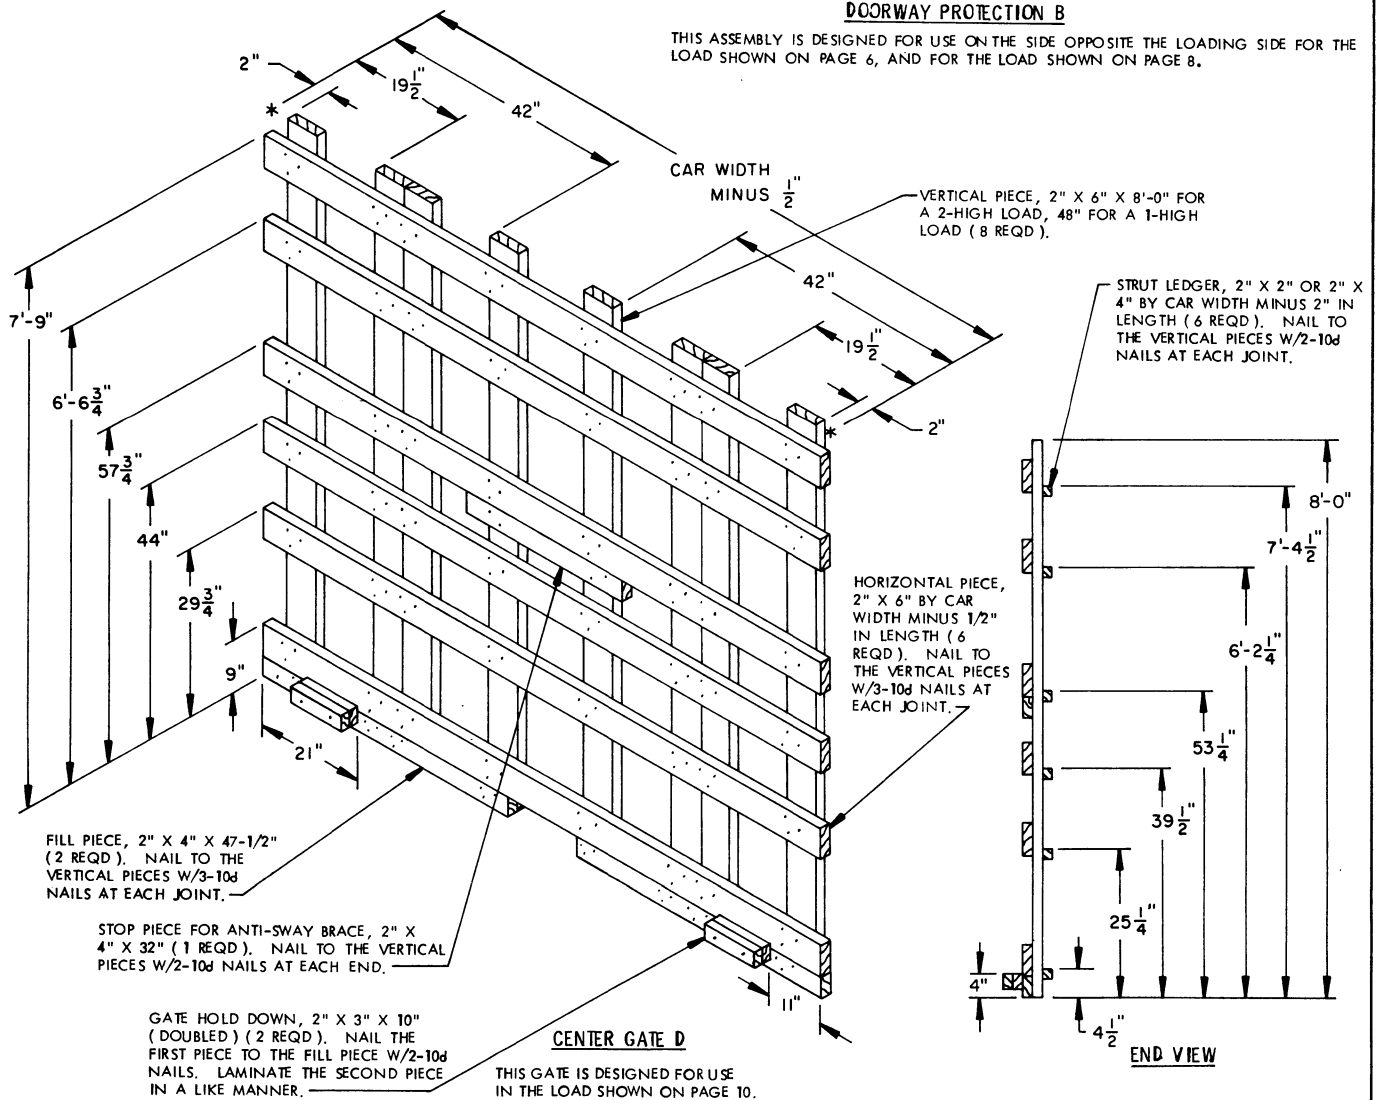 DOORWAY PROTECTION B
THIS ASSEMBLY IS DESIGNED FOR USE ON THE SIDE OPPOSITE THE LOADING SIDE FOR THE
LOAD SHOWN ON PAGE 6, AND FOR THE LOAD SHOWN ON PAGE 8.
2"
*
19 1/2"
42"
CAR WIDTH
MINUS 1/2"
VERTICAL PIECE, 2" X 6" X 8'-0" FOR
A 2-HIGH LOAD, 48" FOR A 1-HIGH
LOAD (8 REQD).
42"
19 1/2"
2"
*
STRUT LEDGER, 2" X 2" OR 2" X
4" BY CAR WIDTH MINUS 2" IN
LENGTH (6 REQD). NAIL TO
THE VERTICAL PIECES W/2-10d
NAILS AT EACH JOINT.
7'-9"
6'-6 3/4"
57 3/4"
44"
29 3/4"
9"
21"
HORIZONTAL PIECE,
2" X 6" BY CAR
WIDTH MINUS 1/2"
IN LENGTH (6
REQD). NAIL TO
THE VERTICAL PIECES
W/3-10d NAILS AT
EACH JOINT.
8'-0"
7'-4 1/2"
6'-2 1/4"
53 1/4"
39 1/2"
25 1/4"
4"
4 1/2"
END VIEW
FILL PIECE, 2" X 4" X 47-1/2"
(2 REQD). NAIL TO THE
VERTICAL PIECES W/3-10d
NAILS AT EACH JOINT.
STOP PIECE FOR ANTI-SWAY BRACE, 2" X
4" X 32" (1 REQD). NAIL TO THE VERTICAL
PIECES W/2-10d NAILS AT EACH END.
GATE HOLD DOWN, 2" X 3" X 10"
(DOUBLED) (2 REQD). NAIL THE
FIRST PIECE TO THE FILL PIECE W/2-10d
NAILS. LAMINATE THE SECOND PIECE
IN A LIKE MANNER.
11"
CENTER GATE D
THIS GATE IS DESIGNED FOR USE
IN THE LOAD SHOWN ON PAGE 10.